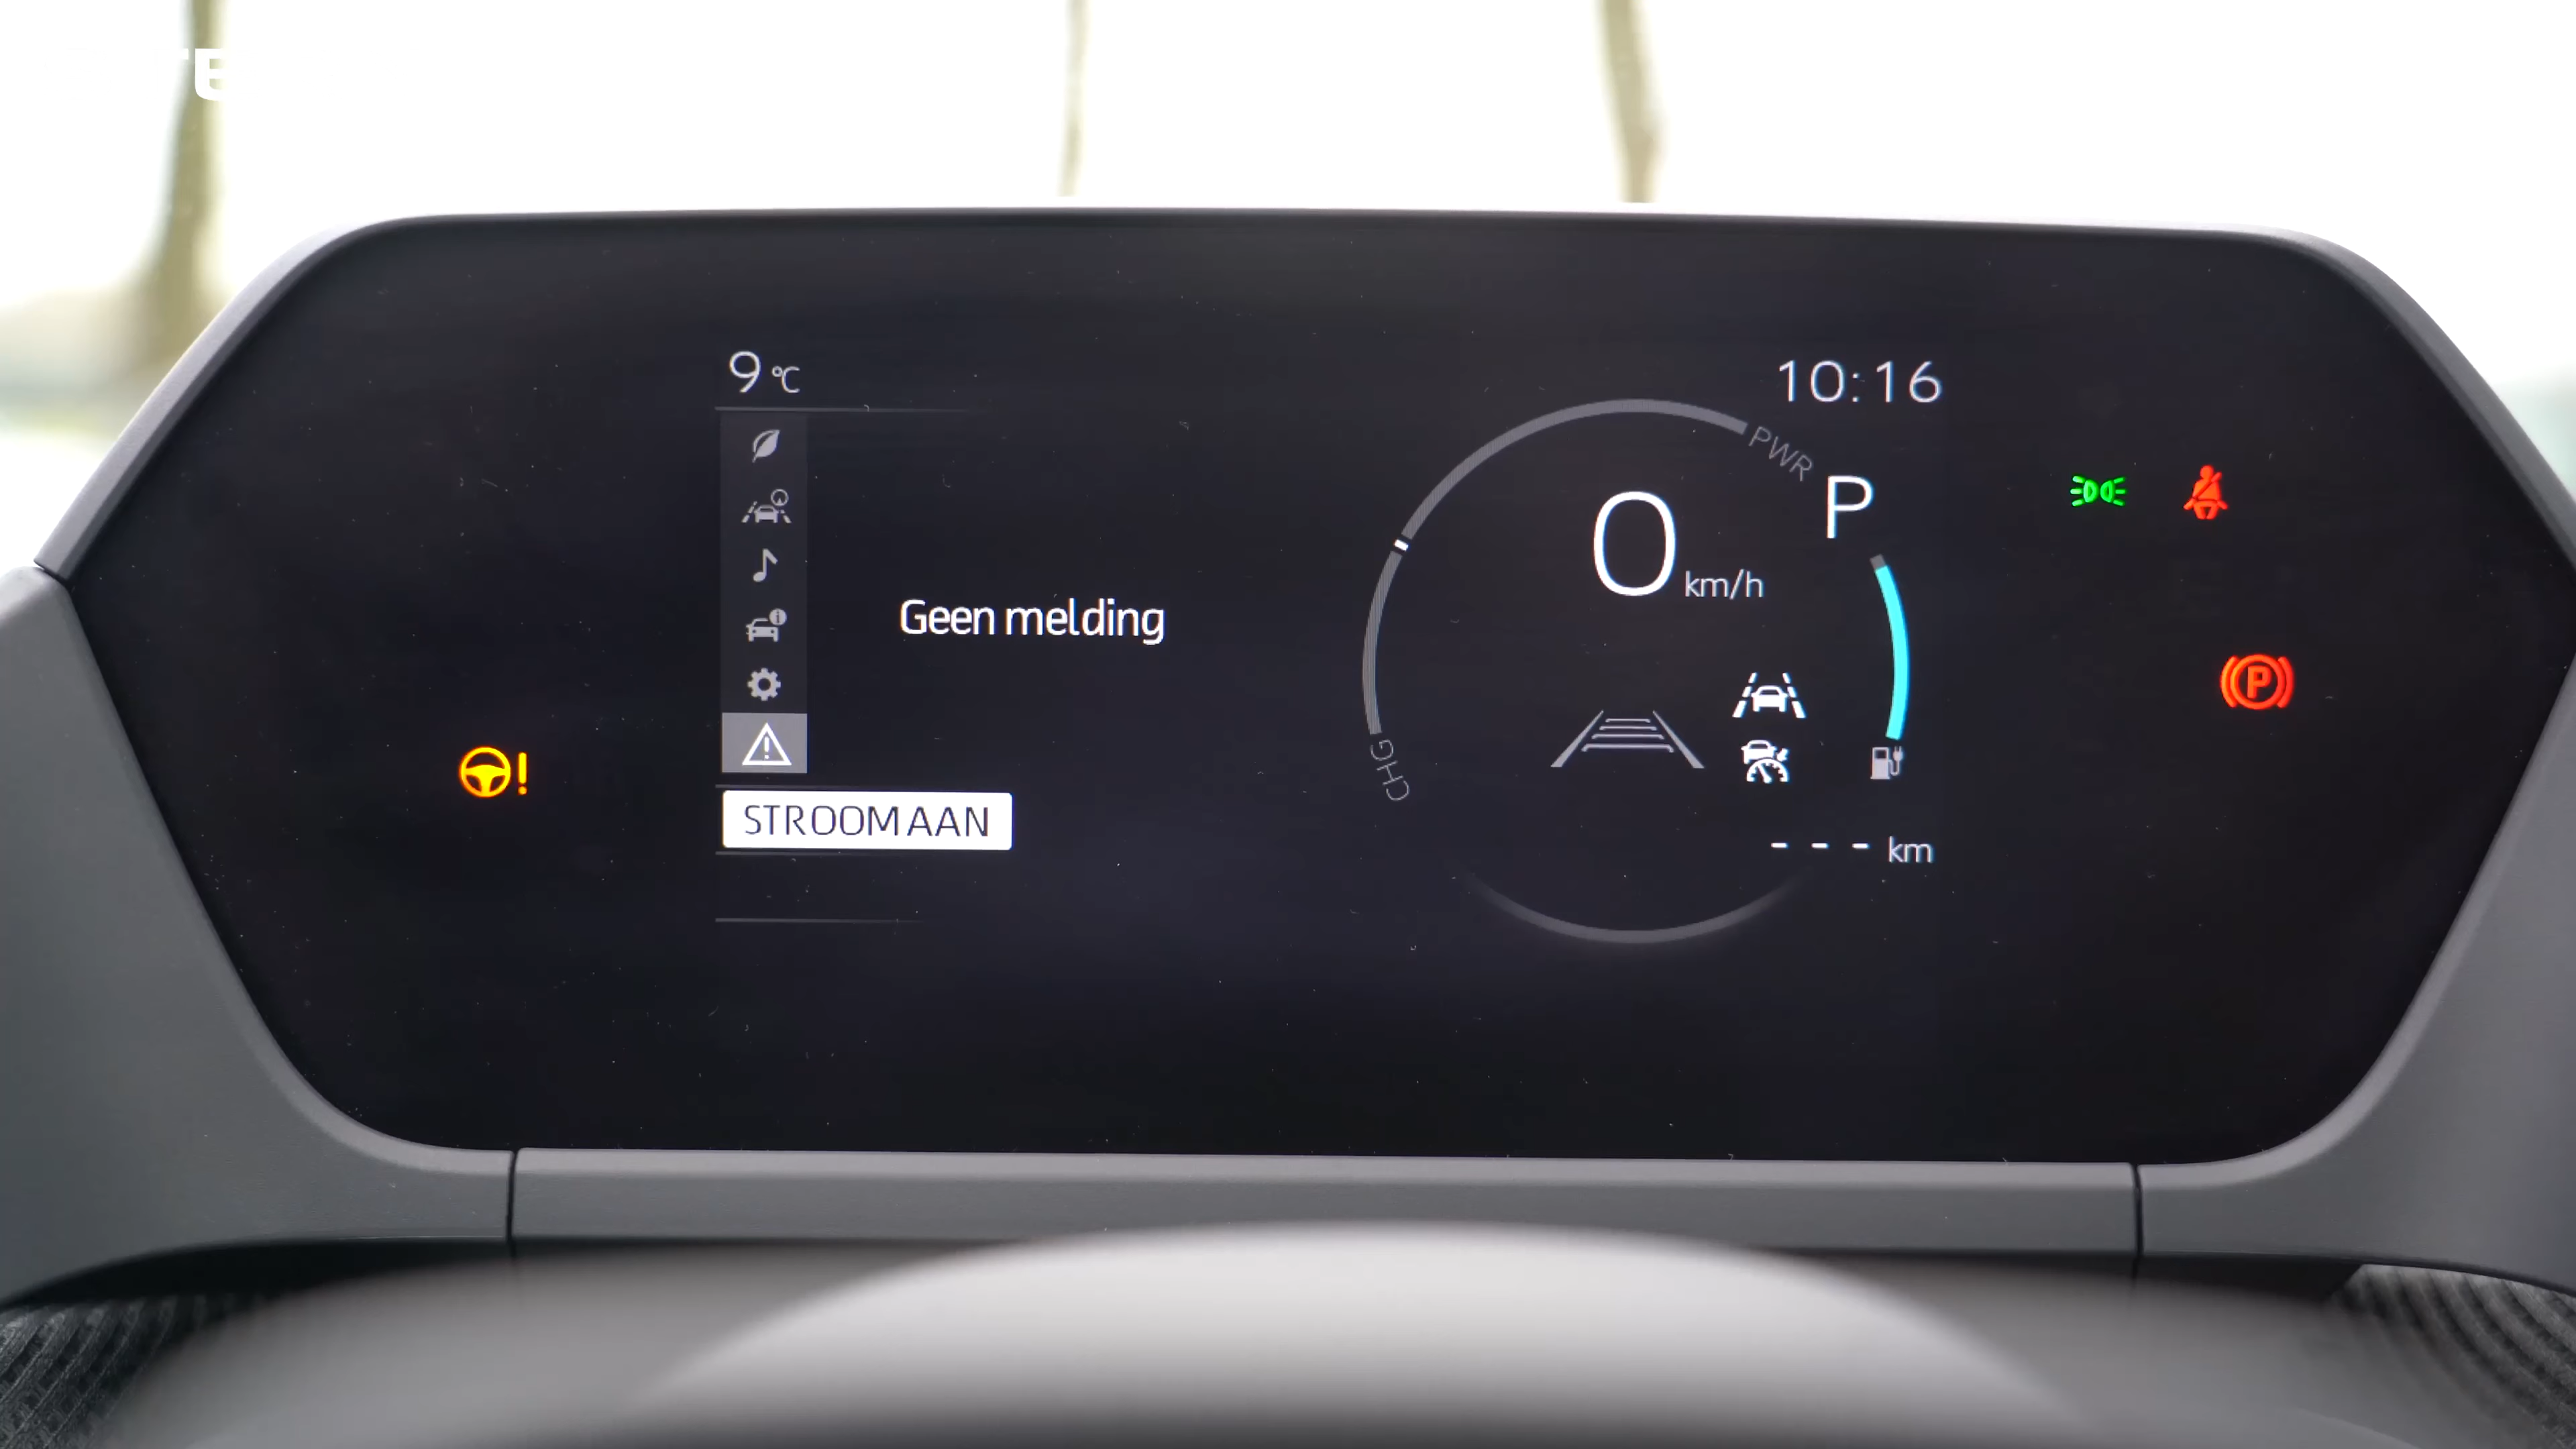 9 °C
10:16
PWR
P
0 km/h
Geen melding
CHG
STROOM AAN
- - - km
P